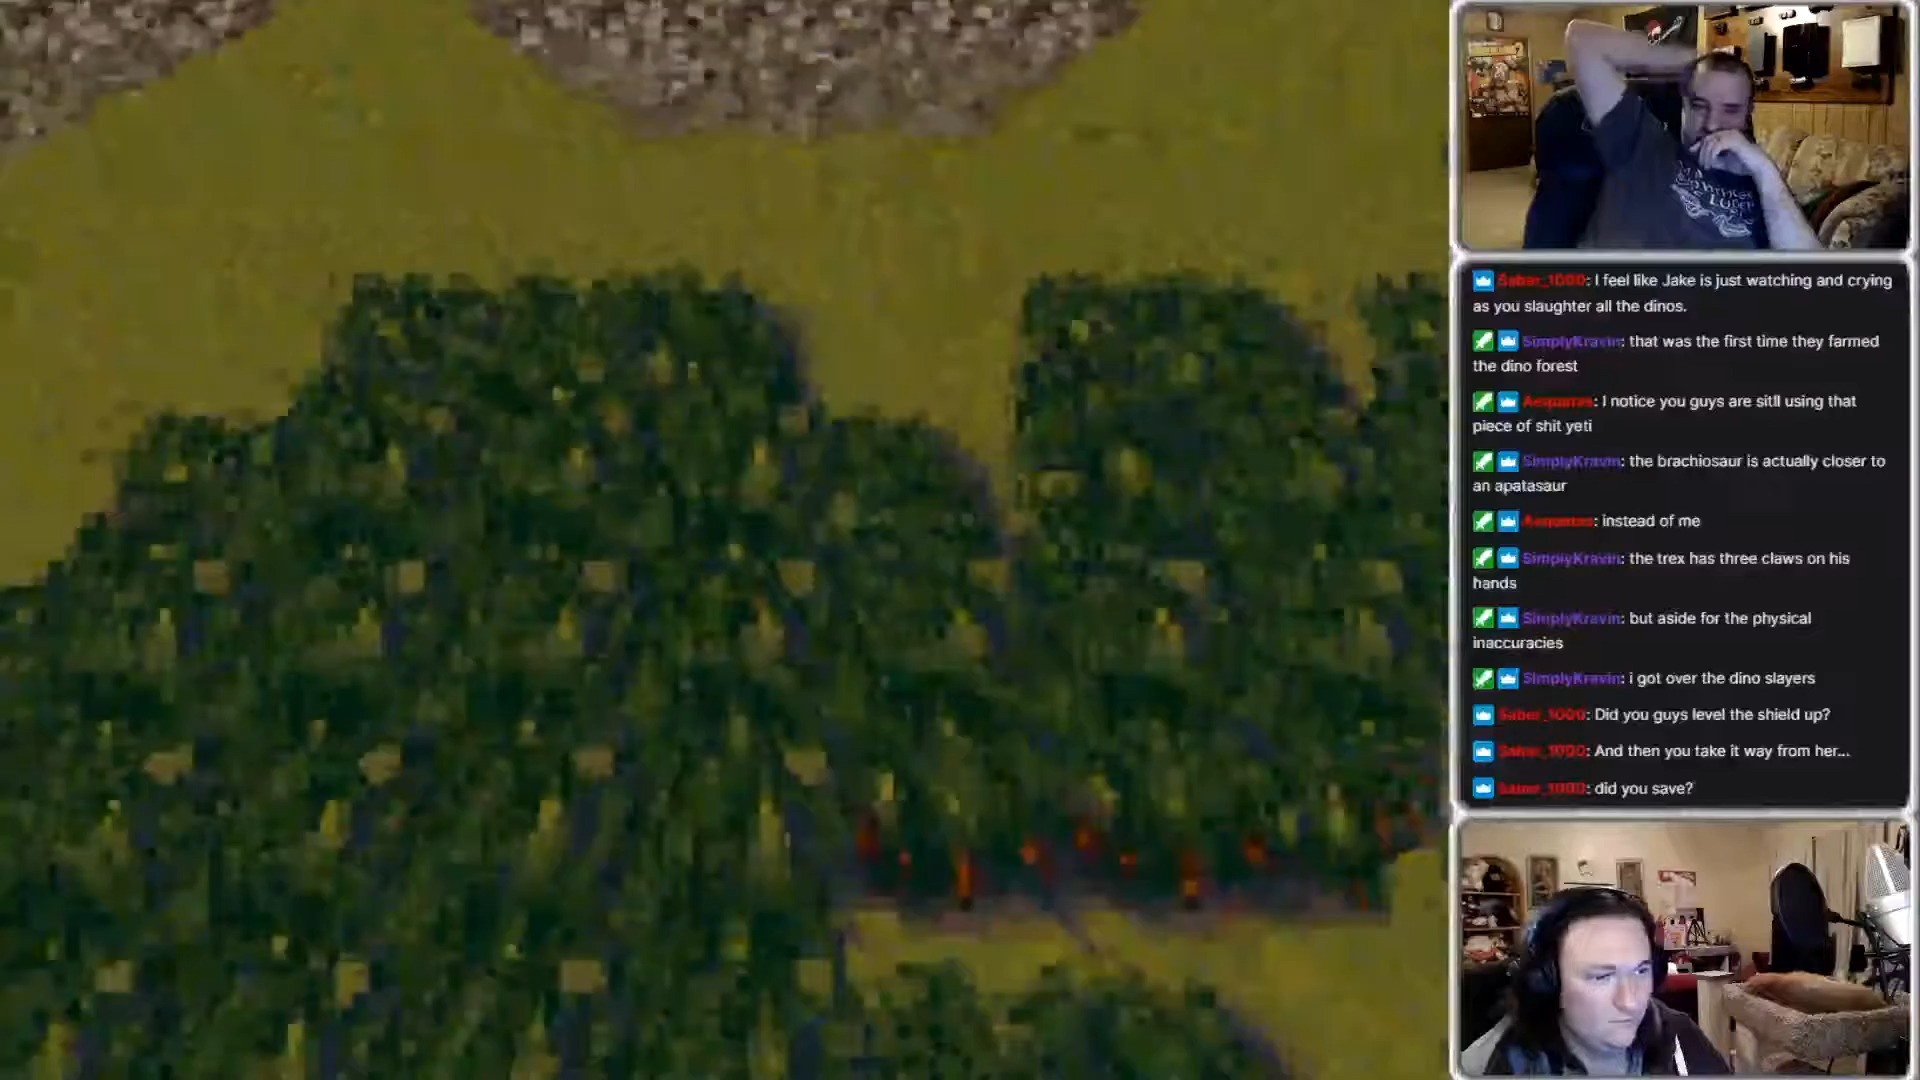 Saber_1000: I feel like Jake is just watching and crying
as you slaughter all the dinos.
SimplyKravin: that was the first time they farmed
the dino forest
Aequitas: I notice you guys are sitll using that
piece of shit yeti
SimplyKravin: the brachiosaur is actually closer to
an apatasaur
Aequitas: instead of me
SimplyKravin: the trex has three claws on his
hands
SimplyKravin: but aside for the physical
inaccuracies
SimplyKravin: i got over the dino slayers
Saber_1000: Did you guys level the shield up?
Saber_1000: And then you take it way from her...
Saber_1000: did you save?